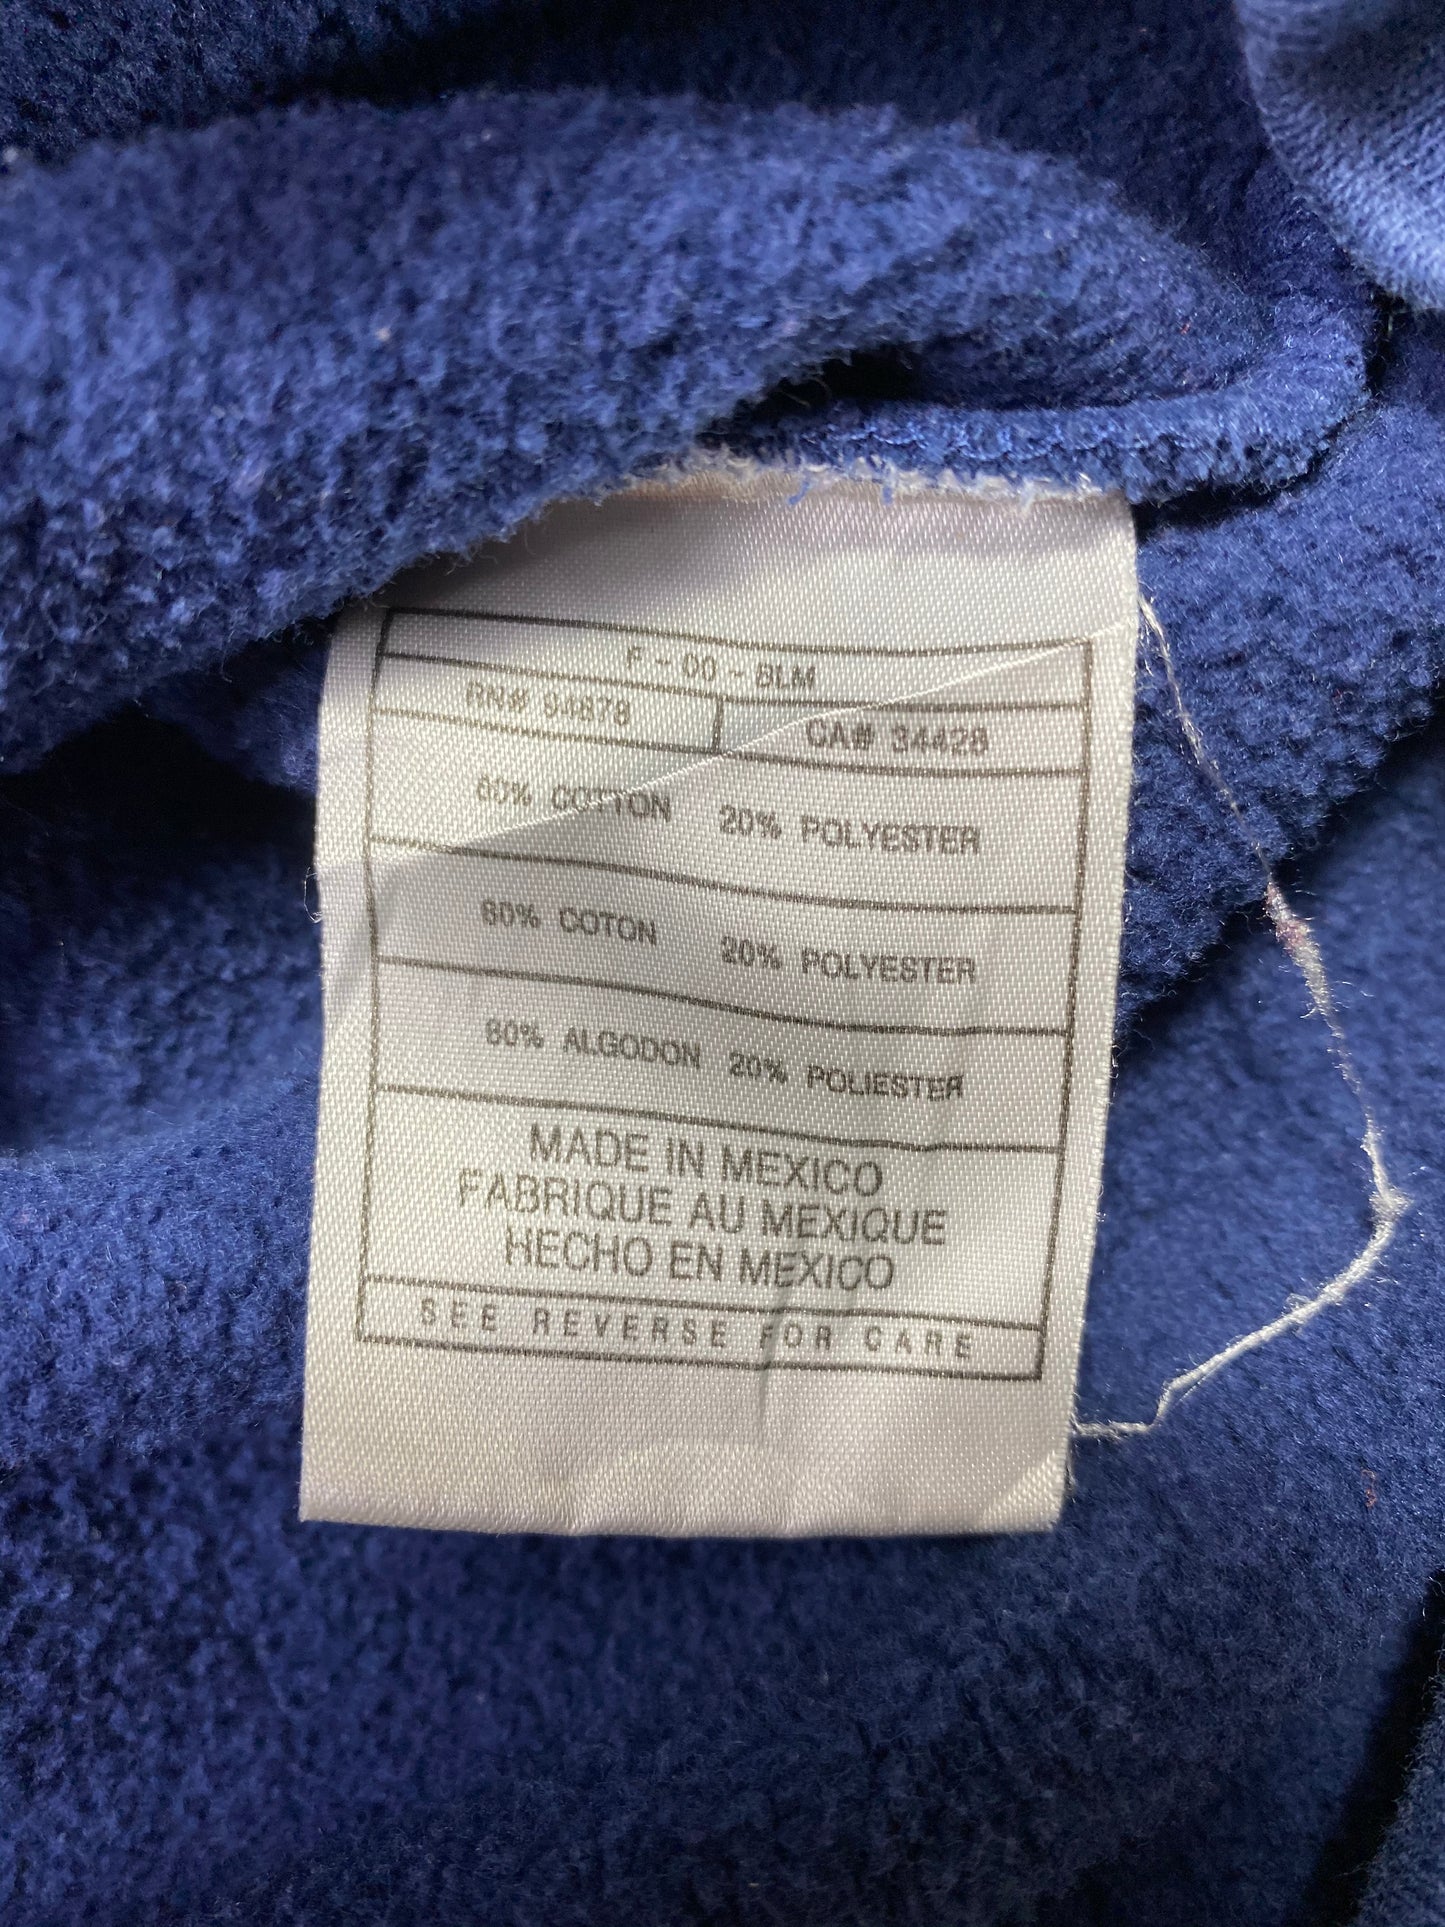 F - 00 - BLM
RN# 94878 CA# 34428
80% COTTON 20% POLYESTER
80% COTON 20% POLYESTER
80% ALGODON 20% POLIESTER
MADE IN MEXICO
FABRIQUE AU MEXIQUE
HECHO EN MEXICO
SEE REVERSE FOR CARE